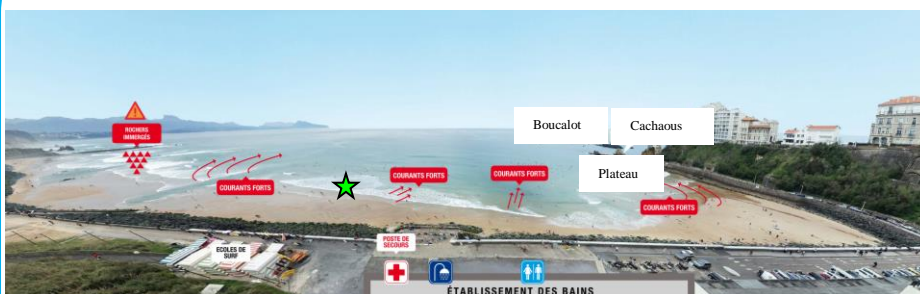 Boucalot
Cachaous
ROCHERS
IMMERGÉS
Plateau
COURANTS FORTS
COURANTS FORTS
COURANTS FORTS
COURANTS FORTS
POSTE DE
SECOURS
ECOLES DE
SURF
ÉTABLISSEMENT DES BAINS